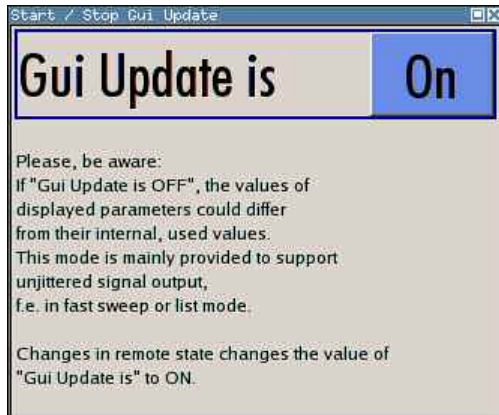 Start / Stop Gui Update
Gui Update is On
Please, be aware:
If "Gui Update is OFF", the values of
displayed parameters could differ
from their internal, used values.
This mode is mainly provided to support
unjittered signal output,
f.e. in fast sweep or list mode.
Changes in remote state changes the value of
"Gui Update is" to ON.